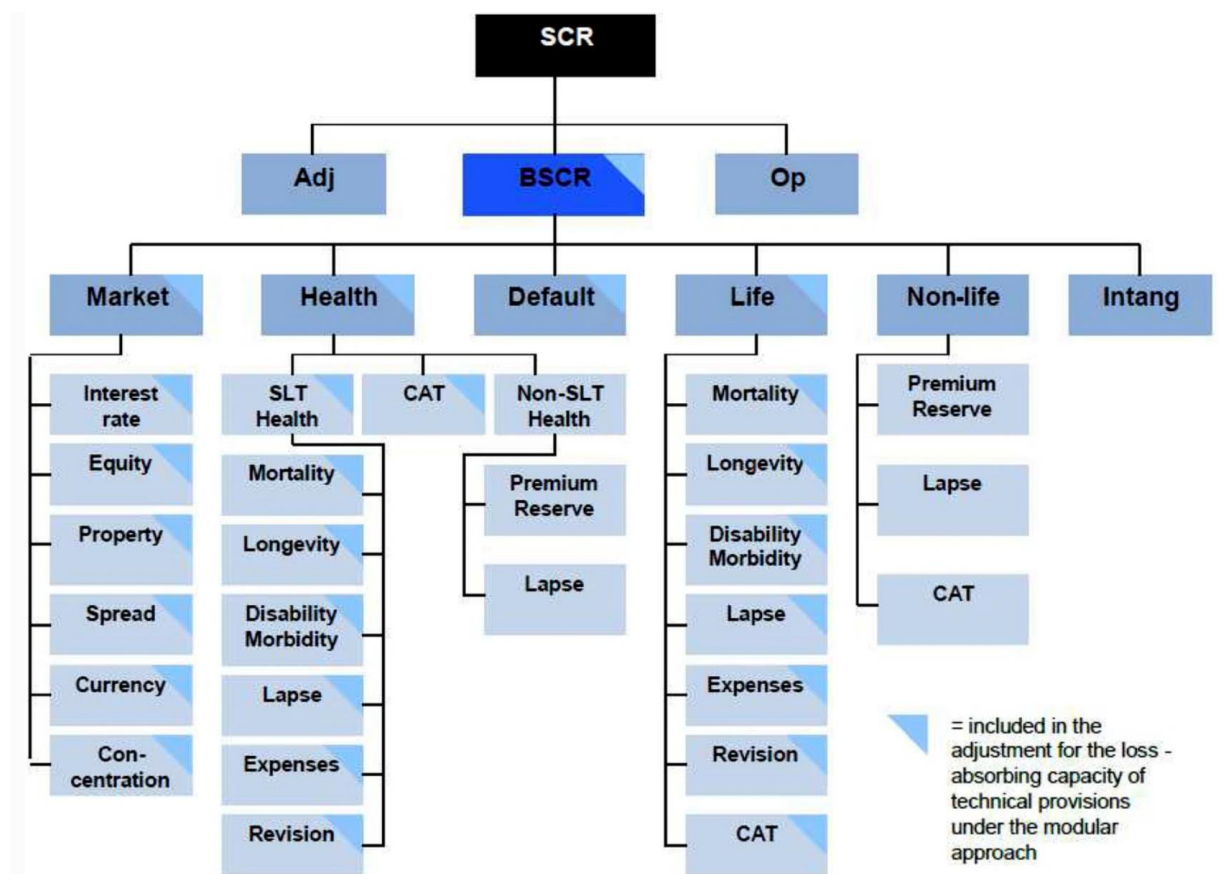 SCR
Adj
BSCR
Op
Market
Health
Default
Life
Non-life
Intang
Interest
rate
Equity
Property
Spread
Currency
Con-
centration
SLT
Health
CAT
Non-SLT
Health
Mortality
Longevity
Disability
Morbidity
Lapse
Expenses
Revision
Premium
Reserve
Lapse
Mortality
Longevity
Disability
Morbidity
Lapse
Expenses
Revision
CAT
Premium
Reserve
Lapse
CAT
= included in the
adjustment for the loss -
absorbing capacity of
technical provisions
under the modular
approach